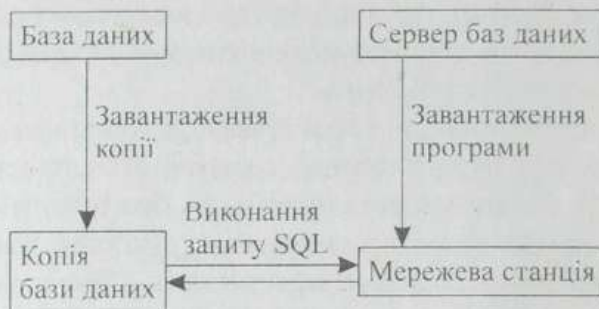 База даних
Сервер баз даних
Завантаження
копії
Завантаження
програми
Виконання
запиту SQL
Копія
бази даних
Мережева станція